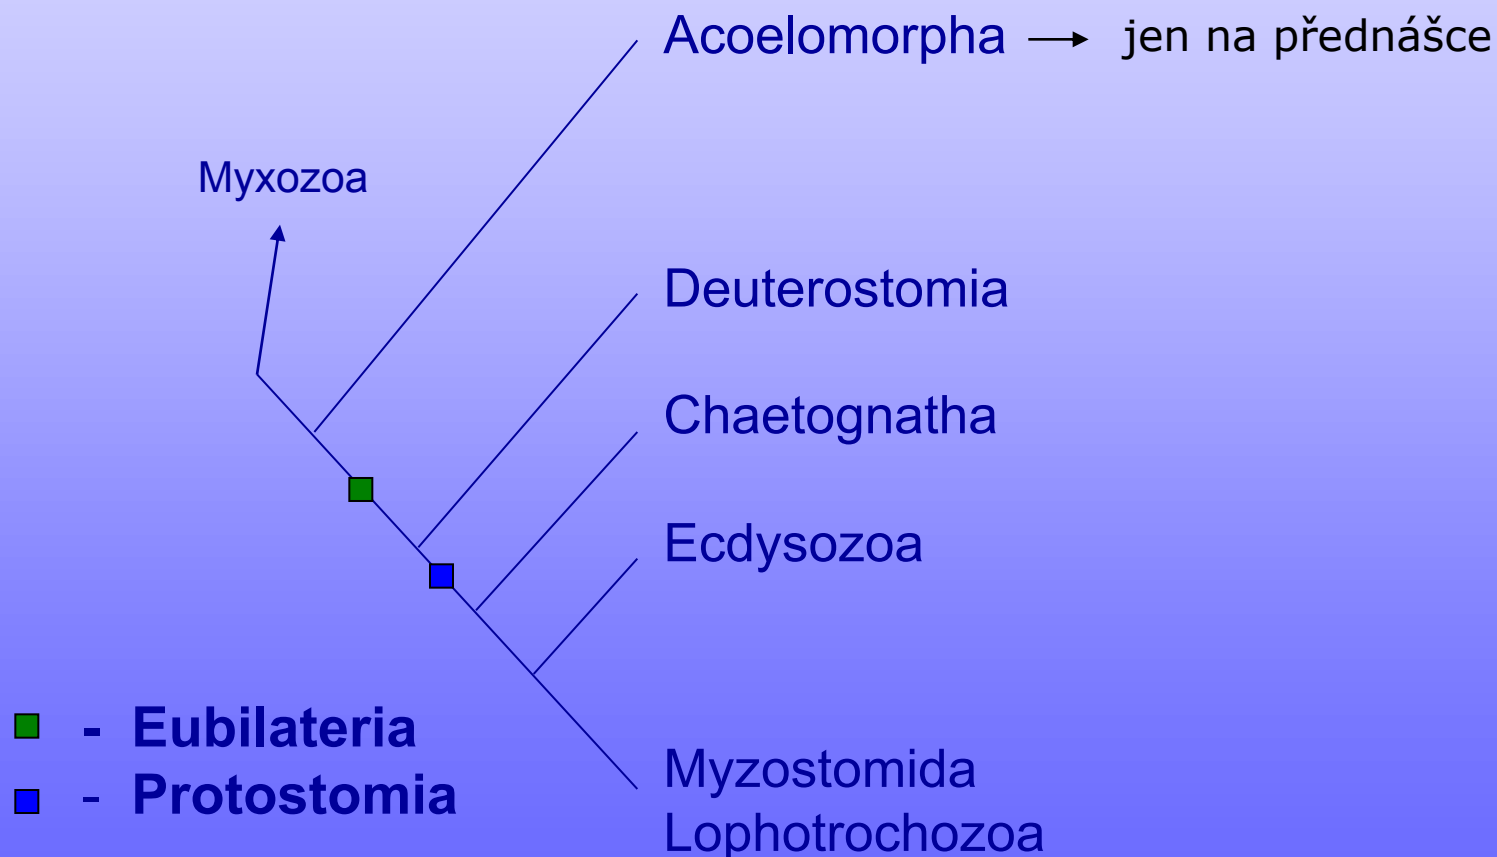 Acoelomorpha → jen na přednášce
Myxozoa
Deuterostomia
Chaetognatha
Ecdysozoa
Myzostomida
Lophotrochozoa
- Eubilateria
- Protostomia